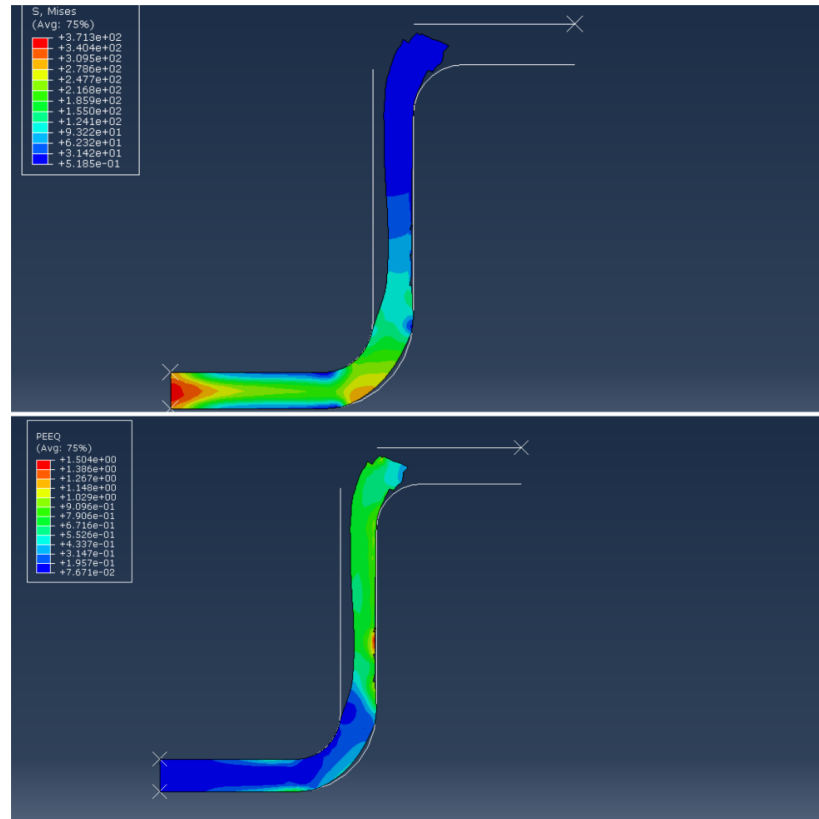 S, Mises
(Avg: 75%)
+3.713e+02
+3.404e+02
+3.095e+02
+2.786e+02
+2.477e+02
+2.168e+02
+1.859e+02
+1.550e+02
+1.241e+02
+9.322e+01
+6.232e+01
+3.142e+01
+5.185e-01
PEEQ
(Avg: 75%)
+1.504e+00
+1.386e+00
+1.267e+00
+1.148e+00
+1.029e+00
+9.096e-01
+7.906e-01
+6.716e-01
+5.526e-01
+4.337e-01
+3.147e-01
+1.957e-01
+7.671e-02